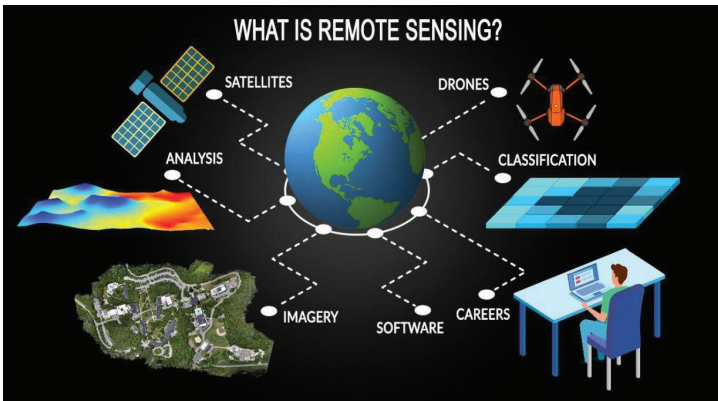 WHAT IS REMOTE SENSING?
SATELLITES
DRONES
ANALYSIS
CLASSIFICATION
IMAGERY
SOFTWARE
CAREERS